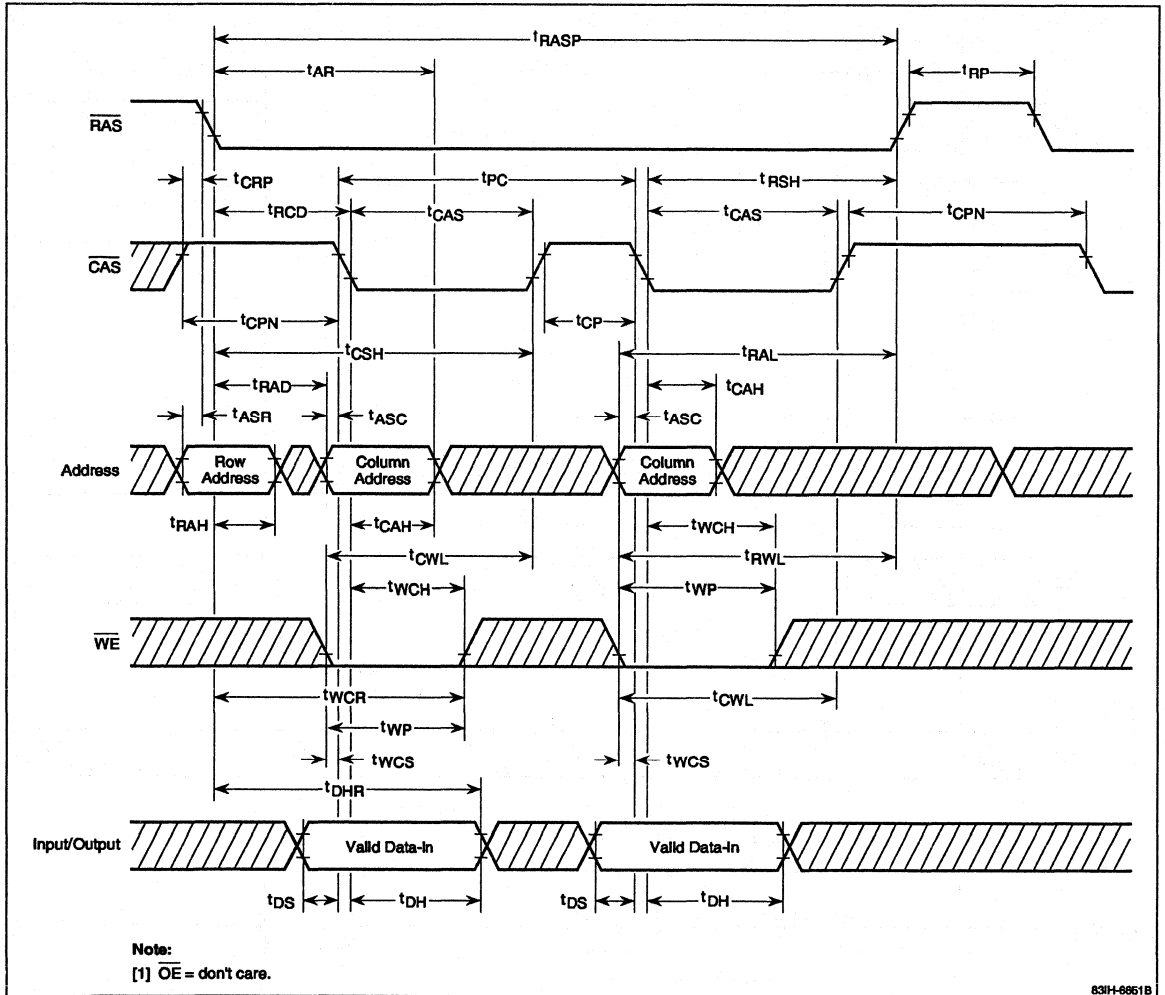 tRASP
tAR
tRP
RAS
tCRP
tPC
tRSH
tRCD
tCAS
tCAS
tCPN
CAS
tCPN
tCP
tCSH
tRAL
tRAD
tCAH
tASR
tASC
tASC
Address
Row
Address
Column
Address
Column
Address
tRAH
tCAH
tWCH
tCWL
tRWL
tWCH
tWP
WE
tWCR
tCWL
tWP
tWCS
tWCS
tDHR
Input/Output
Valid Data-In
Valid Data-In
tDS
tDH
tDS
tDH
Note:
[1] OE = don't care.
83IH-6651B